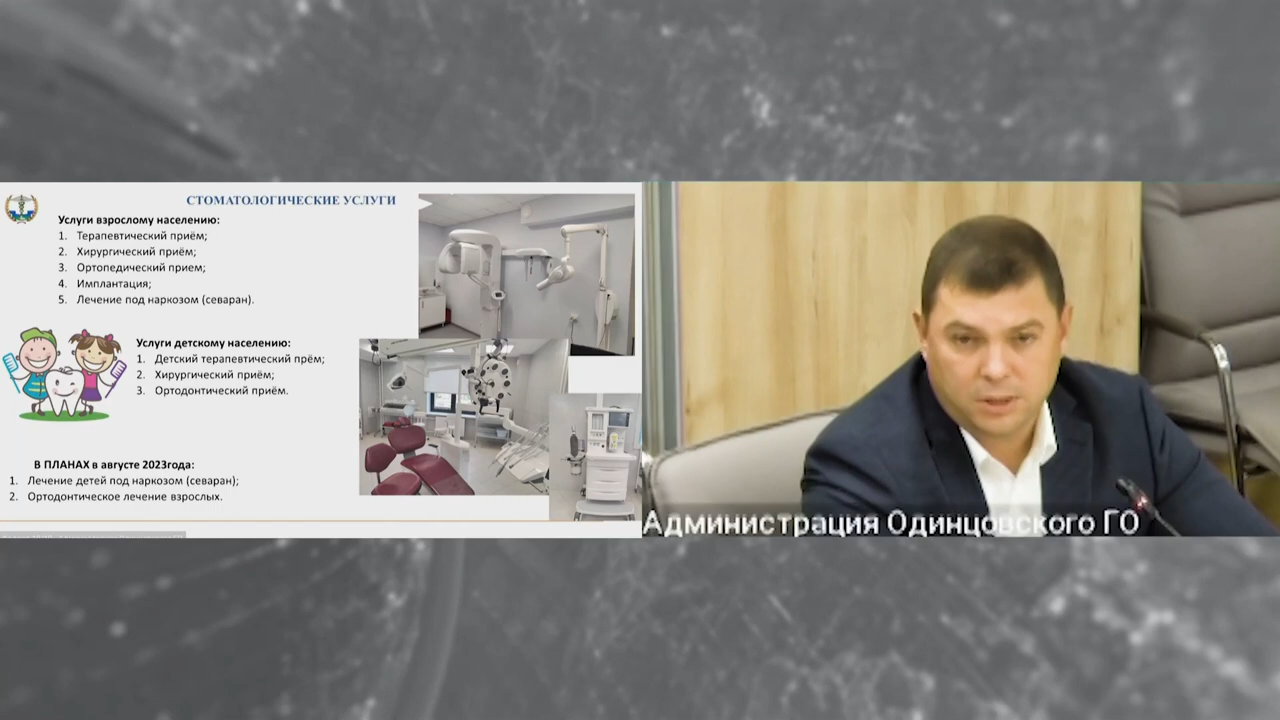 СТОМАТОЛОГИЧЕСКИЕ УСЛУГИ
Услуги взрослому населению:
1. Терапевтический приём;
2. Хирургический приём;
3. Ортопедический прием;
4. Имплантация;
5. Лечение под наркозом (севаран).
Услуги детскому населению:
1. Детский терапевтический прём;
2. Хирургический приём;
3. Ортодонтический приём.
В ПЛАНАХ в августе 2023года:
1. Лечение детей под наркозом (севаран);
2. Ортодонтическое лечение взрослых.
Администрация Одинцовского ГО